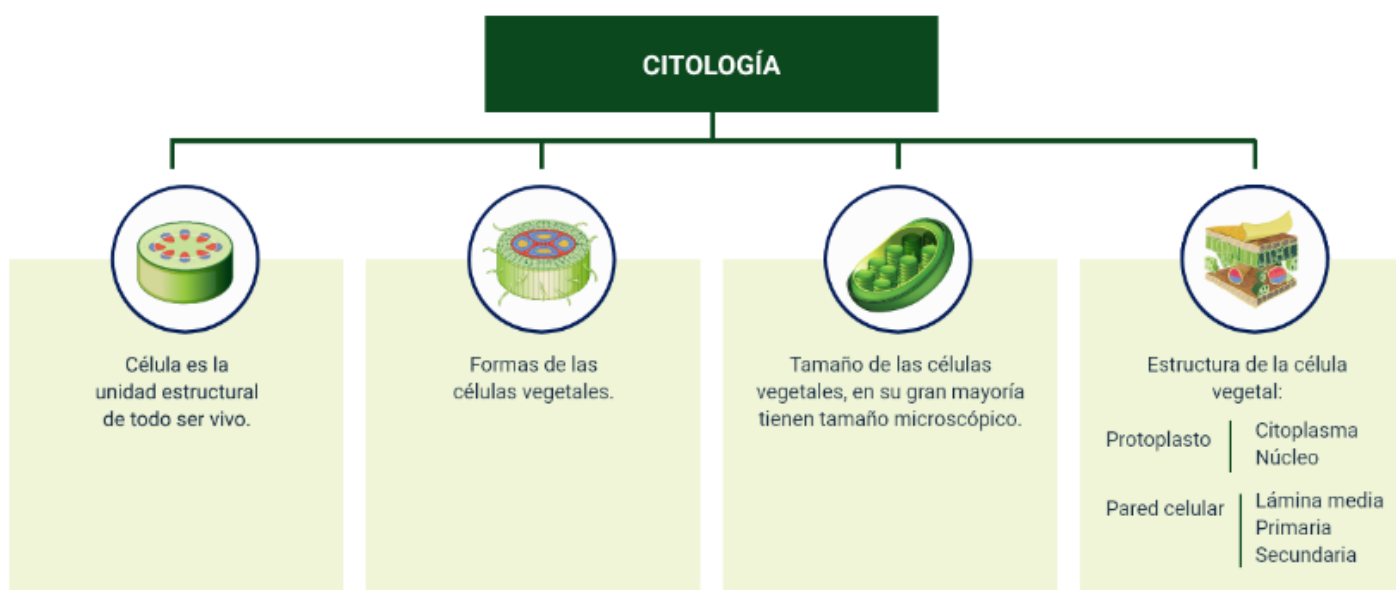 CITOLOGÍA
Célula es la
unidad estructural
de todo ser vivo.
Formas de las
células vegetales.
Tamaño de las células
vegetales, en su gran mayoría
tienen tamaño microscópico.
Estructura de la célula
vegetal:
Protoplasto
Citoplasma
Núcleo
Pared celular
Lámina media
Primaria
Secundaria